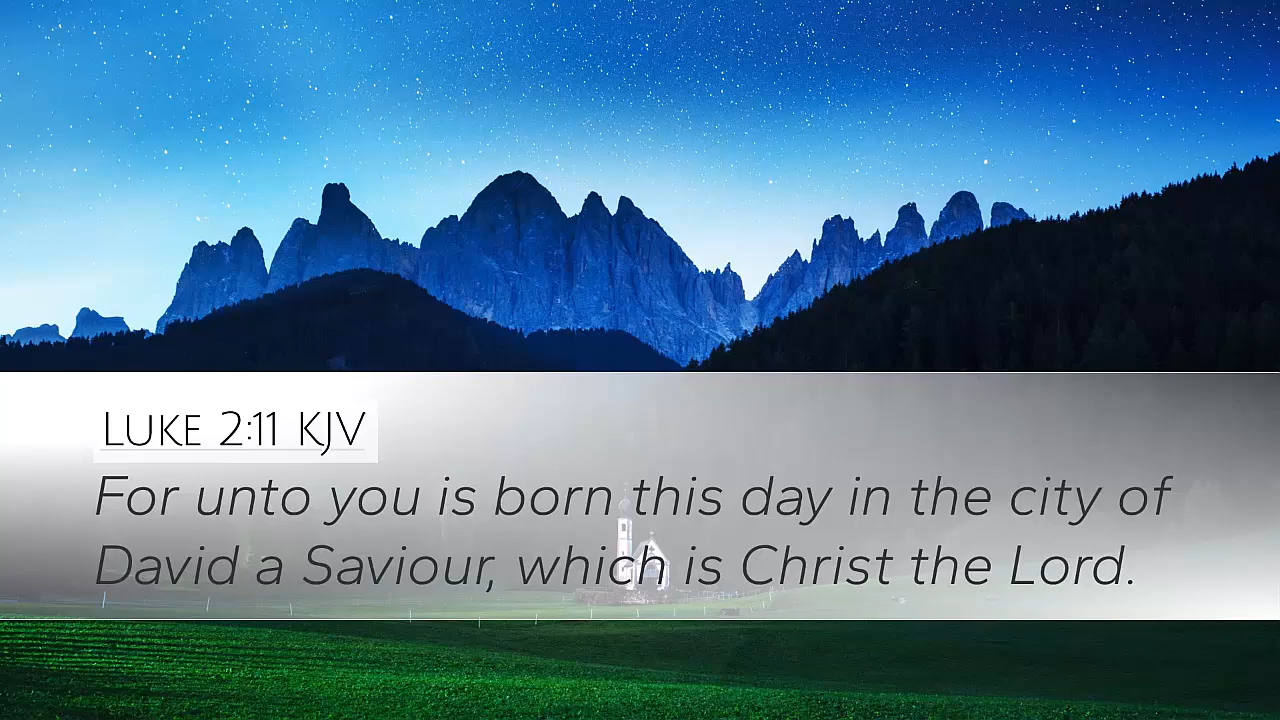 LUKE 2:11 KJV
For unto you is born this day in the city of
David a Saviour, which is Christ the Lord.